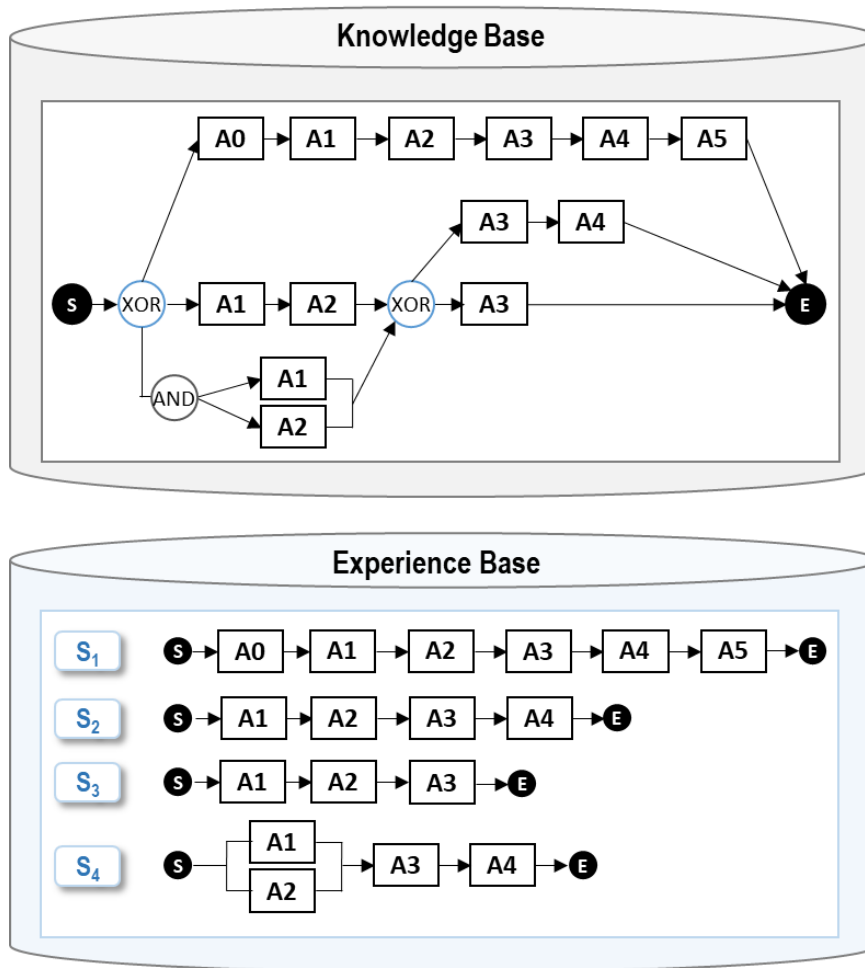 Knowledge Base
A0 A1 A2 A3 A4 A5
A3 A4
S XOR A1 A2 XOR A3 E
AND A1
A2
Experience Base
S1 S A0 A1 A2 A3 A4 A5 E
S2 S A1 A2 A3 A4 E
S3 S A1 A2 A3 E
A1
S4 S A3 A4 E
A2